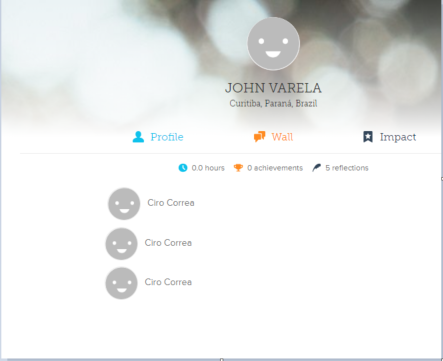 JOHN VARELA
Curitiba, Paraná, Brazil
Profile Wall Impact
0.0 hours 0 achievements 5 reflections
Ciro Correa
Ciro Correa
Ciro Correa